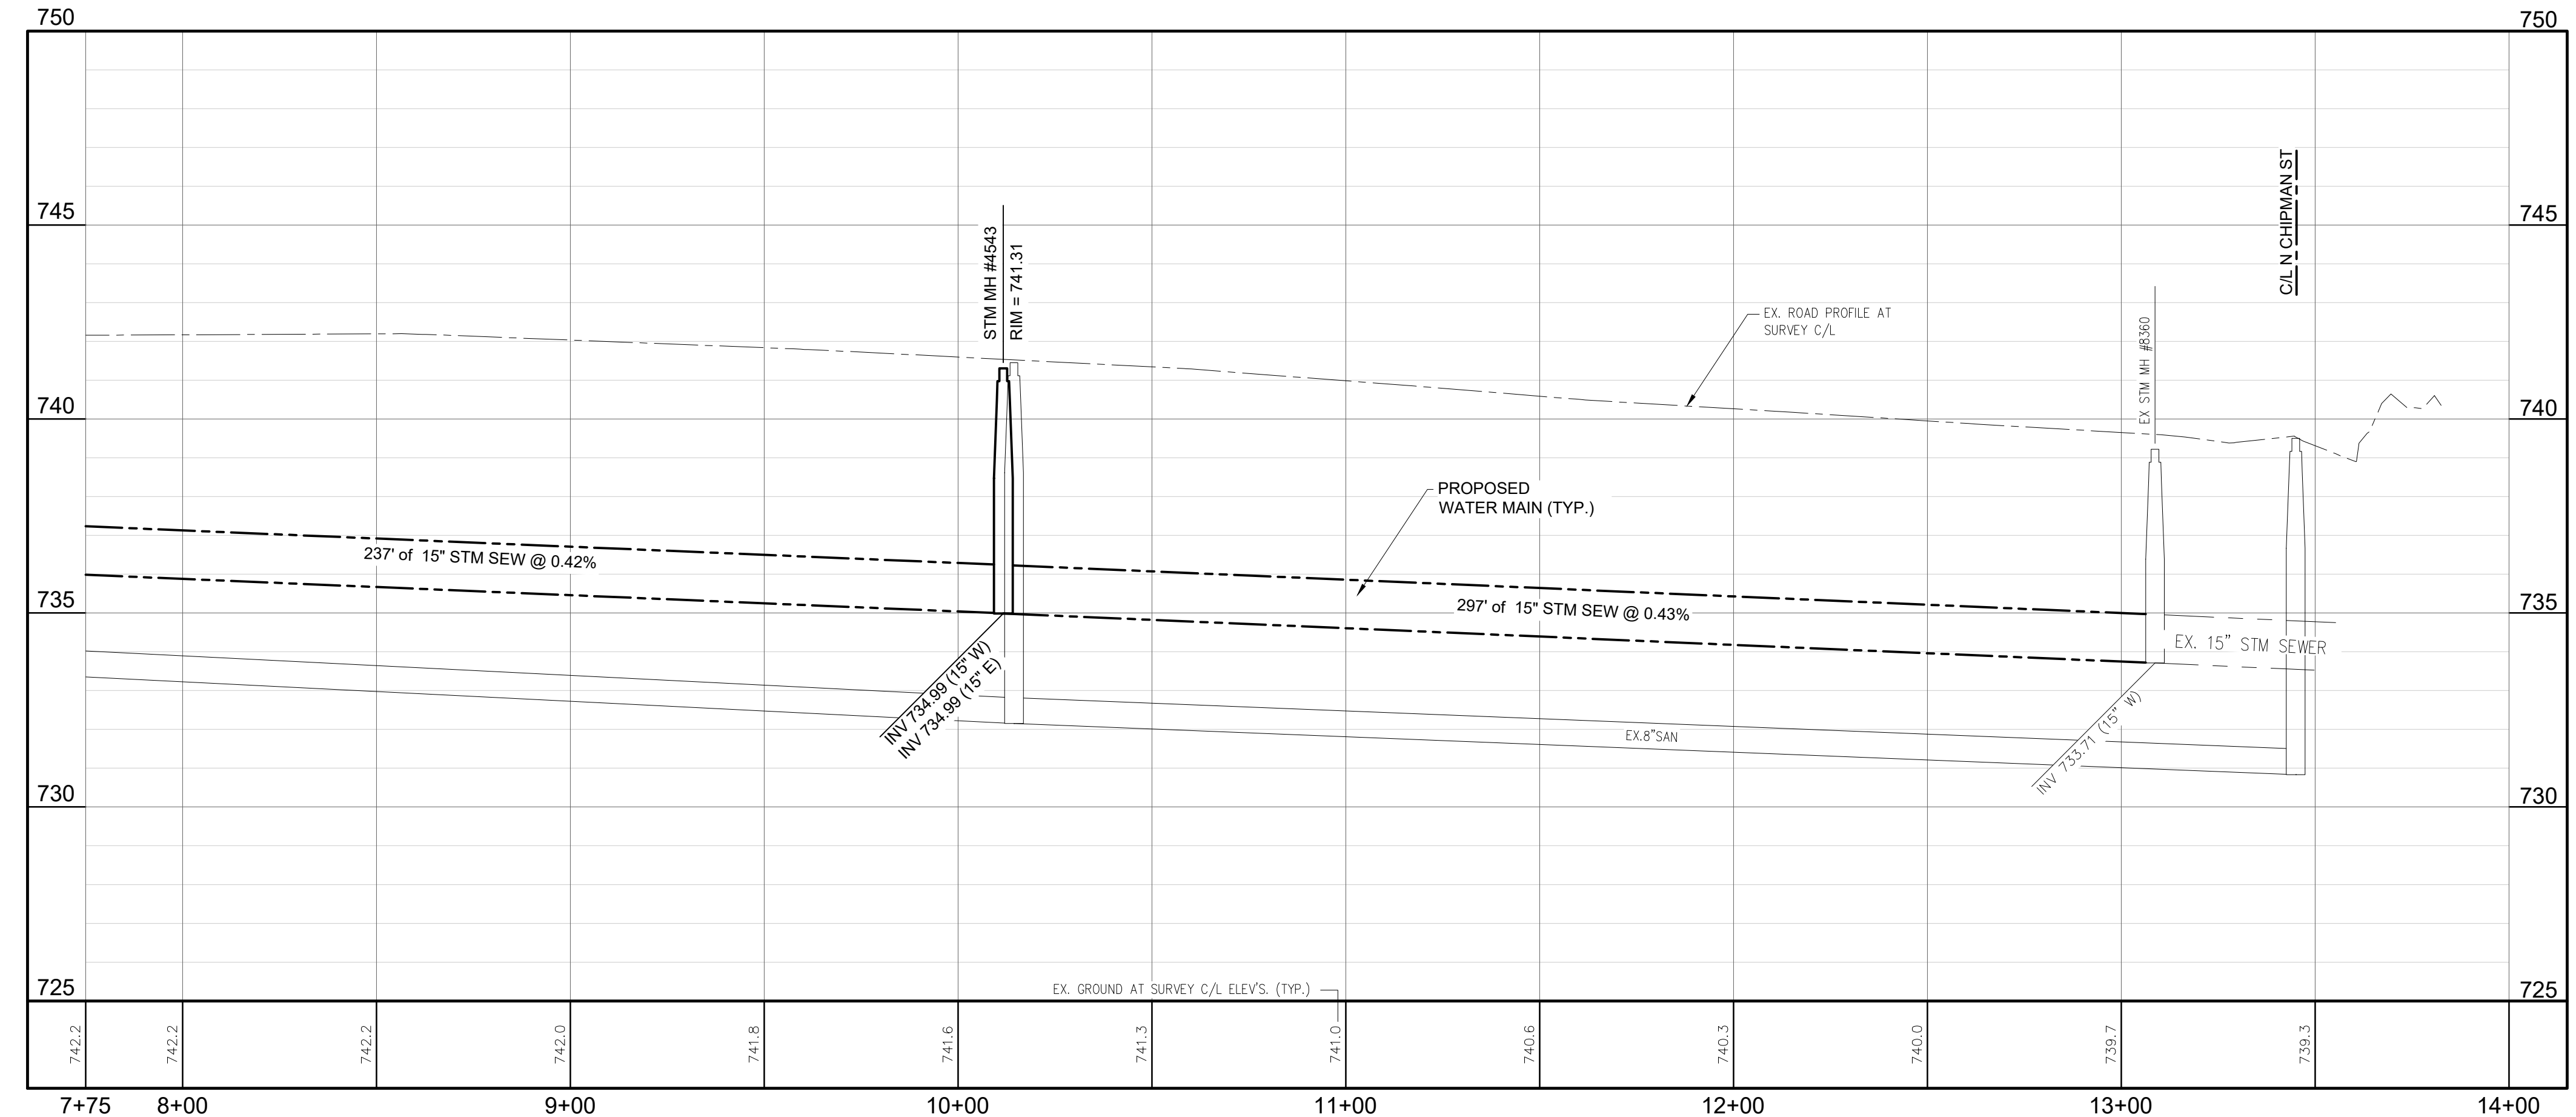 750
750
745
745
740
740
735
735
730
730
725
725
STM MH #4543
RIM = 741.31
EX. ROAD PROFILE AT
SURVEY C/L
EX STM MH #8360
C/L N CHIPMAN ST
PROPOSED
WATER MAIN (TYP.)
237' of 15" STM SEW @ 0.42%
297' of 15" STM SEW @ 0.43%
EX. 15" STM SEWER
INV 734.99 (15" W)
INV 734.99 (15" E)
EX.8"SAN
INV 733.71 (15" W)
EX. GROUND AT SURVEY C/L ELEV'S. (TYP.)
742.2
742.2
742.2
742.0
741.8
741.6
741.3
741.0
740.6
740.3
740.0
739.7
739.3
7+75
8+00
9+00
10+00
11+00
12+00
13+00
14+00